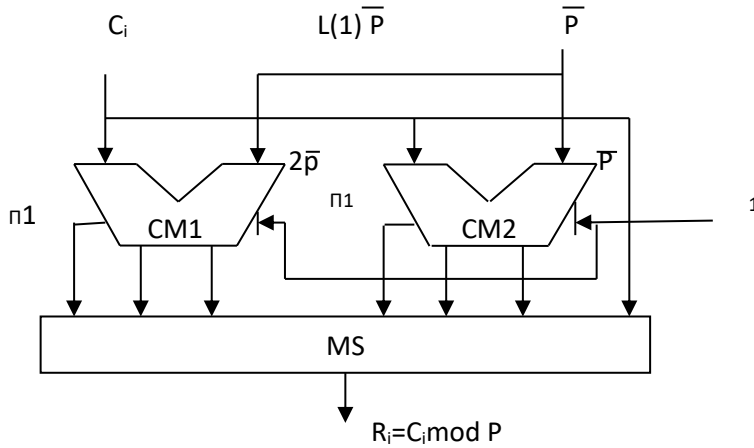 Cᵢ
L(1) P̅
P̅
2p̅
P̅
П1
CM1
П1
CM2
1
MS
Rᵢ=Cᵢmod P